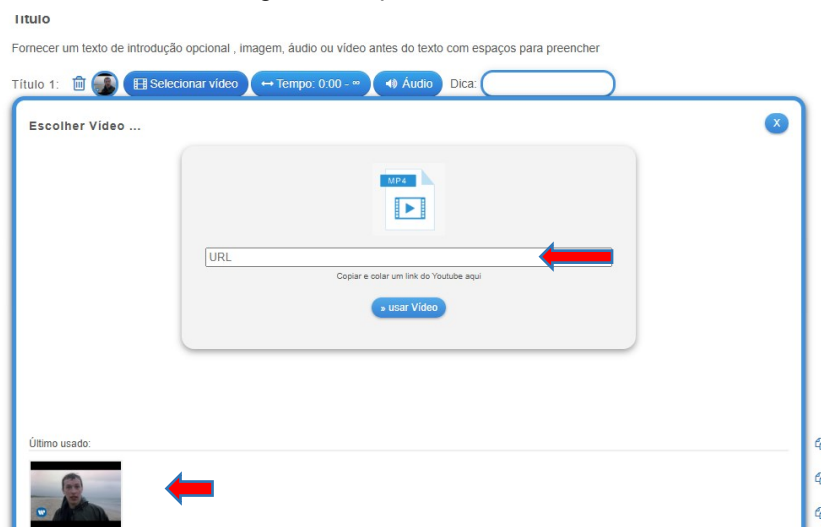 Título
Fornecer um texto de introdução opcional , imagem, áudio ou vídeo antes do texto com espaços para preencher
Título 1: Selecionar vídeo ↔ Tempo: 0:00 - ∞ Áudio Dica:
Escolher Vídeo ... X
MP4
URL
Copiar e colar um link do Youtube aqui
» usar Vídeo
Último usado: